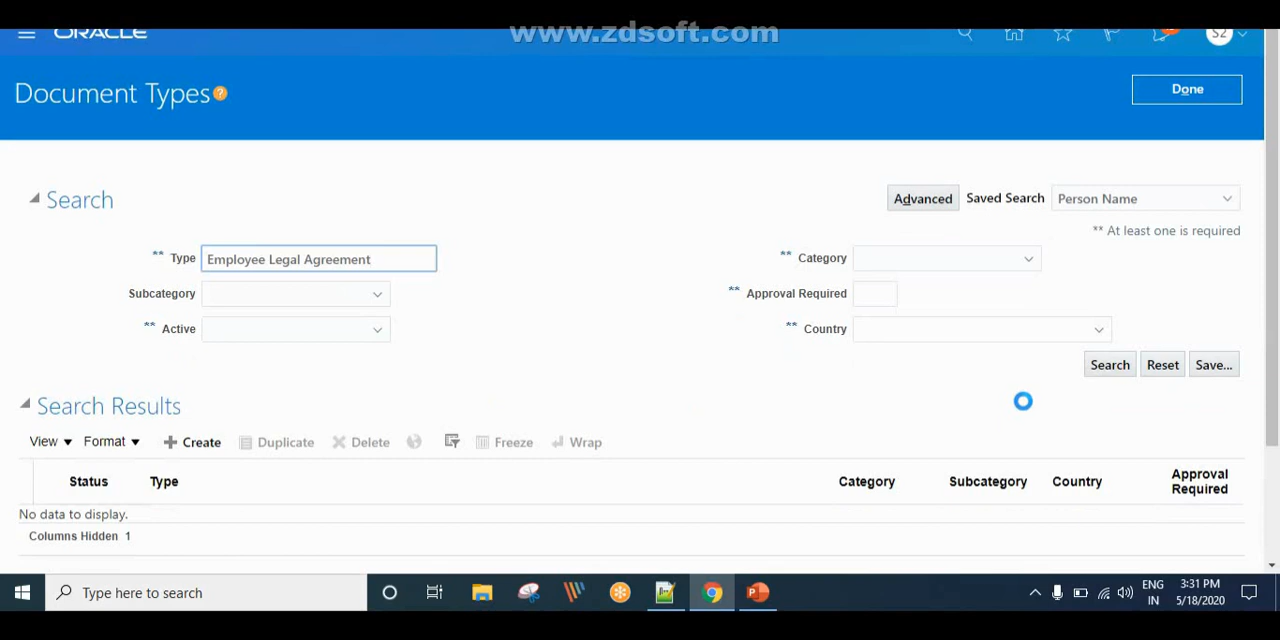 www.zdsoft.com
ORACLE
S2
Document Types ?
Done
Search
Advanced Saved Search Person Name
** At least one is required
** Type Employee Legal Agreement
** Category
Subcategory
** Approval Required
** Active
** Country
Search Reset Save...
Search Results
View Format Create Duplicate Delete Freeze Wrap
Status Type Category Subcategory Country Approval Required
No data to display.
Columns Hidden 1
Type here to search
ENG
IN
3:31 PM
5/18/2020